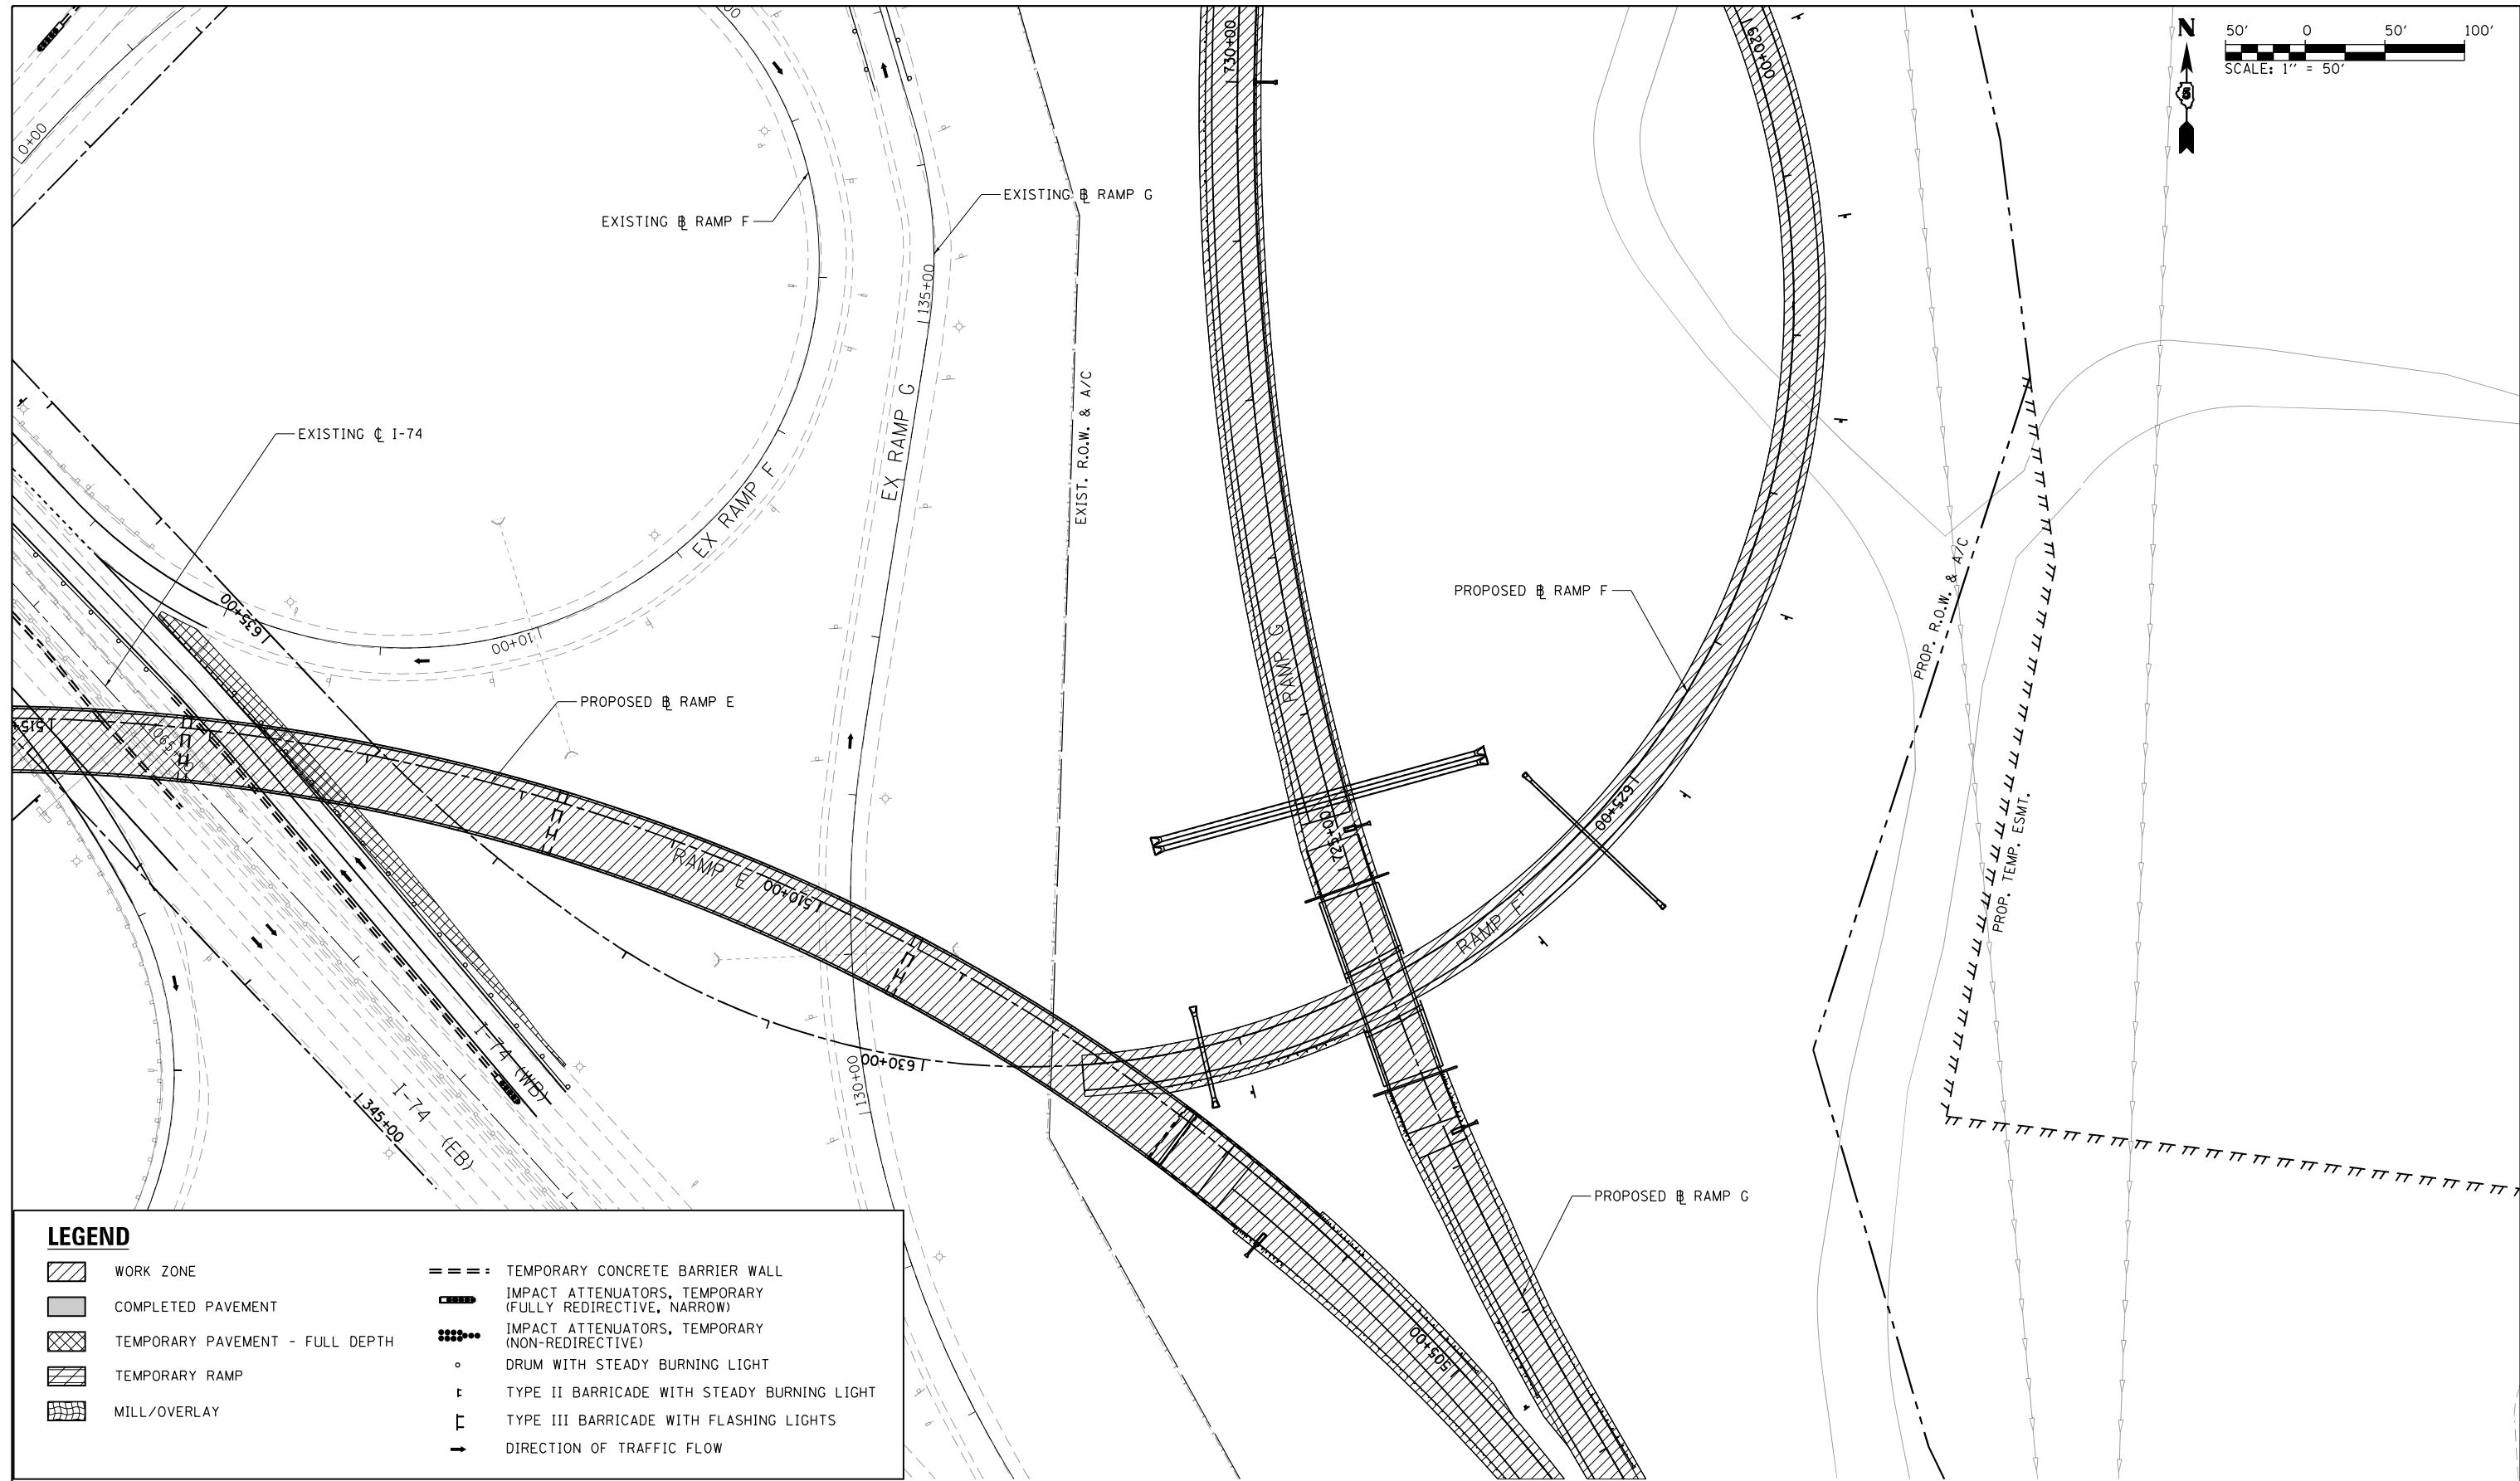 N
50' 0 50' 100'
SCALE: 1'' = 50'
00
730+00
620+00
0+00
EXISTING ℄ I-74
EXISTING B̵L RAMP F
EXISTING B̵L RAMP G
135+00
EX RAMP G
EX RAMP F
EXIST. R.O.W. & A/C
PROPOSED B̵L RAMP F
PROP. R.O.W. & A/C
635+00
10+00
RAMP G
PROPOSED B̵L RAMP E
515+
1065+00
RAMP E
510+00
725+00
625+00
RAMP F
PROP. TEMP. ESMT.
630+00
130+00
I-74 (WB)
I-74 (EB)
345+00
PROPOSED B̵L RAMP G
505+00
LEGEND
WORK ZONE
COMPLETED PAVEMENT
TEMPORARY PAVEMENT - FULL DEPTH
TEMPORARY RAMP
MILL/OVERLAY
TEMPORARY CONCRETE BARRIER WALL
IMPACT ATTENUATORS, TEMPORARY
(FULLY REDIRECTIVE, NARROW)
IMPACT ATTENUATORS, TEMPORARY
(NON-REDIRECTIVE)
DRUM WITH STEADY BURNING LIGHT
TYPE II BARRICADE WITH STEADY BURNING LIGHT
TYPE III BARRICADE WITH FLASHING LIGHTS
DIRECTION OF TRAFFIC FLOW